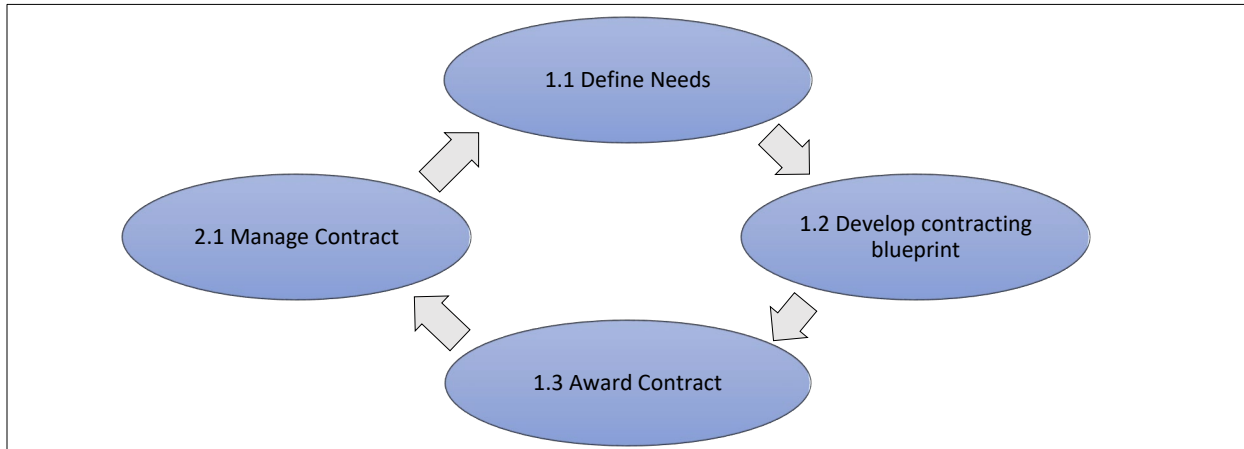 1.1 Define Needs
2.1 Manage Contract
1.2 Develop contracting
blueprint
1.3 Award Contract